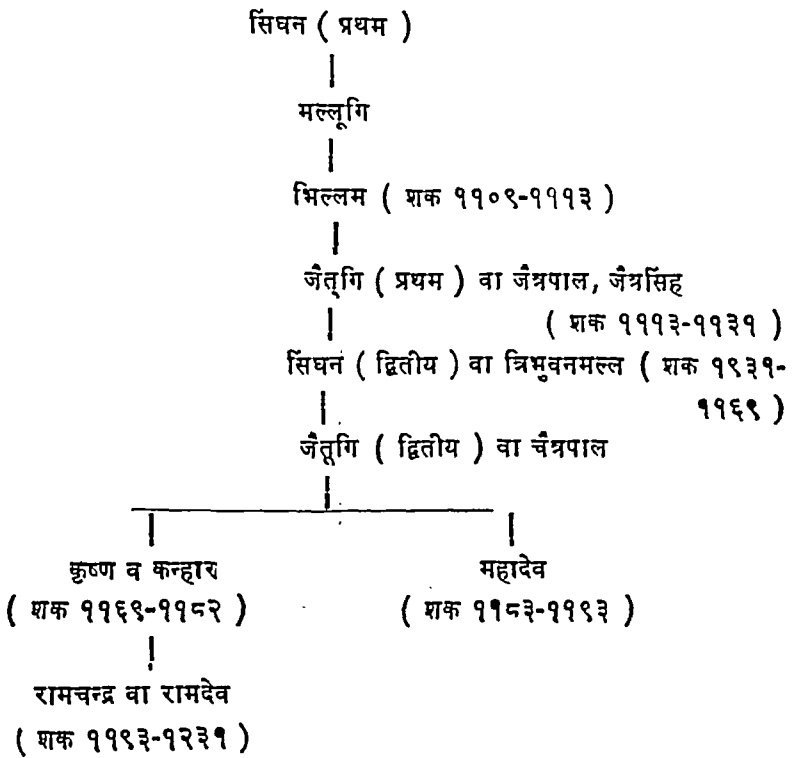 सिंघन ( प्रथम )
मल्लूगि
भिल्लम ( शक ११०९-१११३ )
जैत्गि ( प्रथम ) वा जैत्रपाल, जैत्रसिंह
( शक १११३-११३१ )
सिंघन ( द्वितीय ) वा त्रिभुवनमल्ल ( शक १९३१-
११६९ )
जैतूगि ( द्वितीय ) वा चैत्रपाल
कृष्ण व कन्हार
महादेव
( शक ११६९-११८२ )
( शक ११८३-११९३ )
रामचन्द्र वा रामदेव
( शक ११९३-१२३१ )